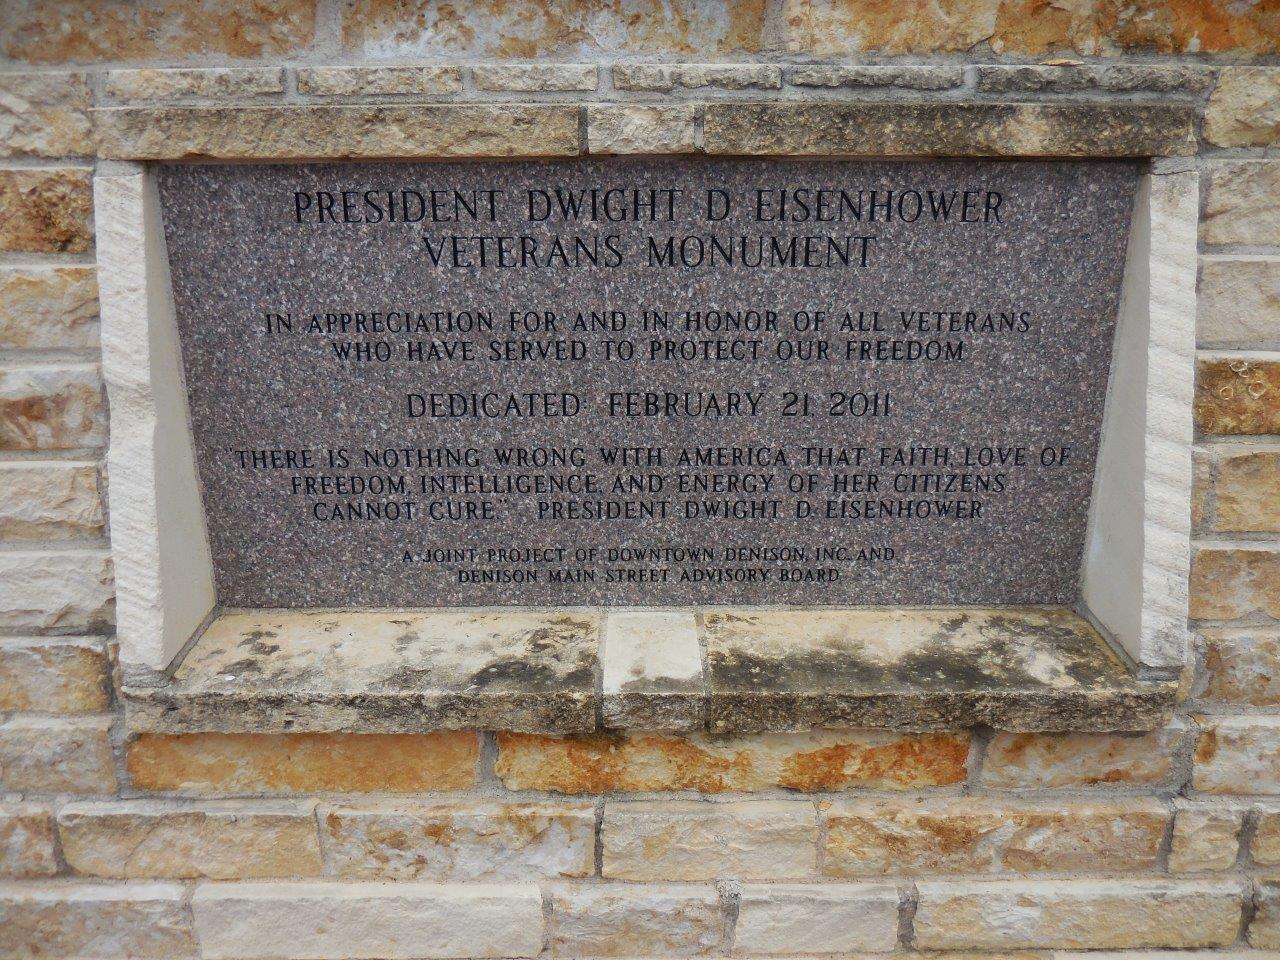 PRESIDENT DWIGHT D EISENHOWER
VETERANS MONUMENT
IN APPRECIATION FOR AND IN HONOR OF ALL VETERANS
WHO HAVE SERVED TO PROTECT OUR FREEDOM
DEDICATED FEBRUARY 21, 2011
"THERE IS NOTHING WRONG WITH AMERICA THAT FAITH, LOVE OF
FREEDOM, INTELLIGENCE, AND ENERGY OF HER CITIZENS
CANNOT CURE." PRESIDENT DWIGHT D EISENHOWER
A JOINT PROJECT OF DOWNTOWN DENISON, INC. AND
DENISON MAIN STREET ADVISORY BOARD